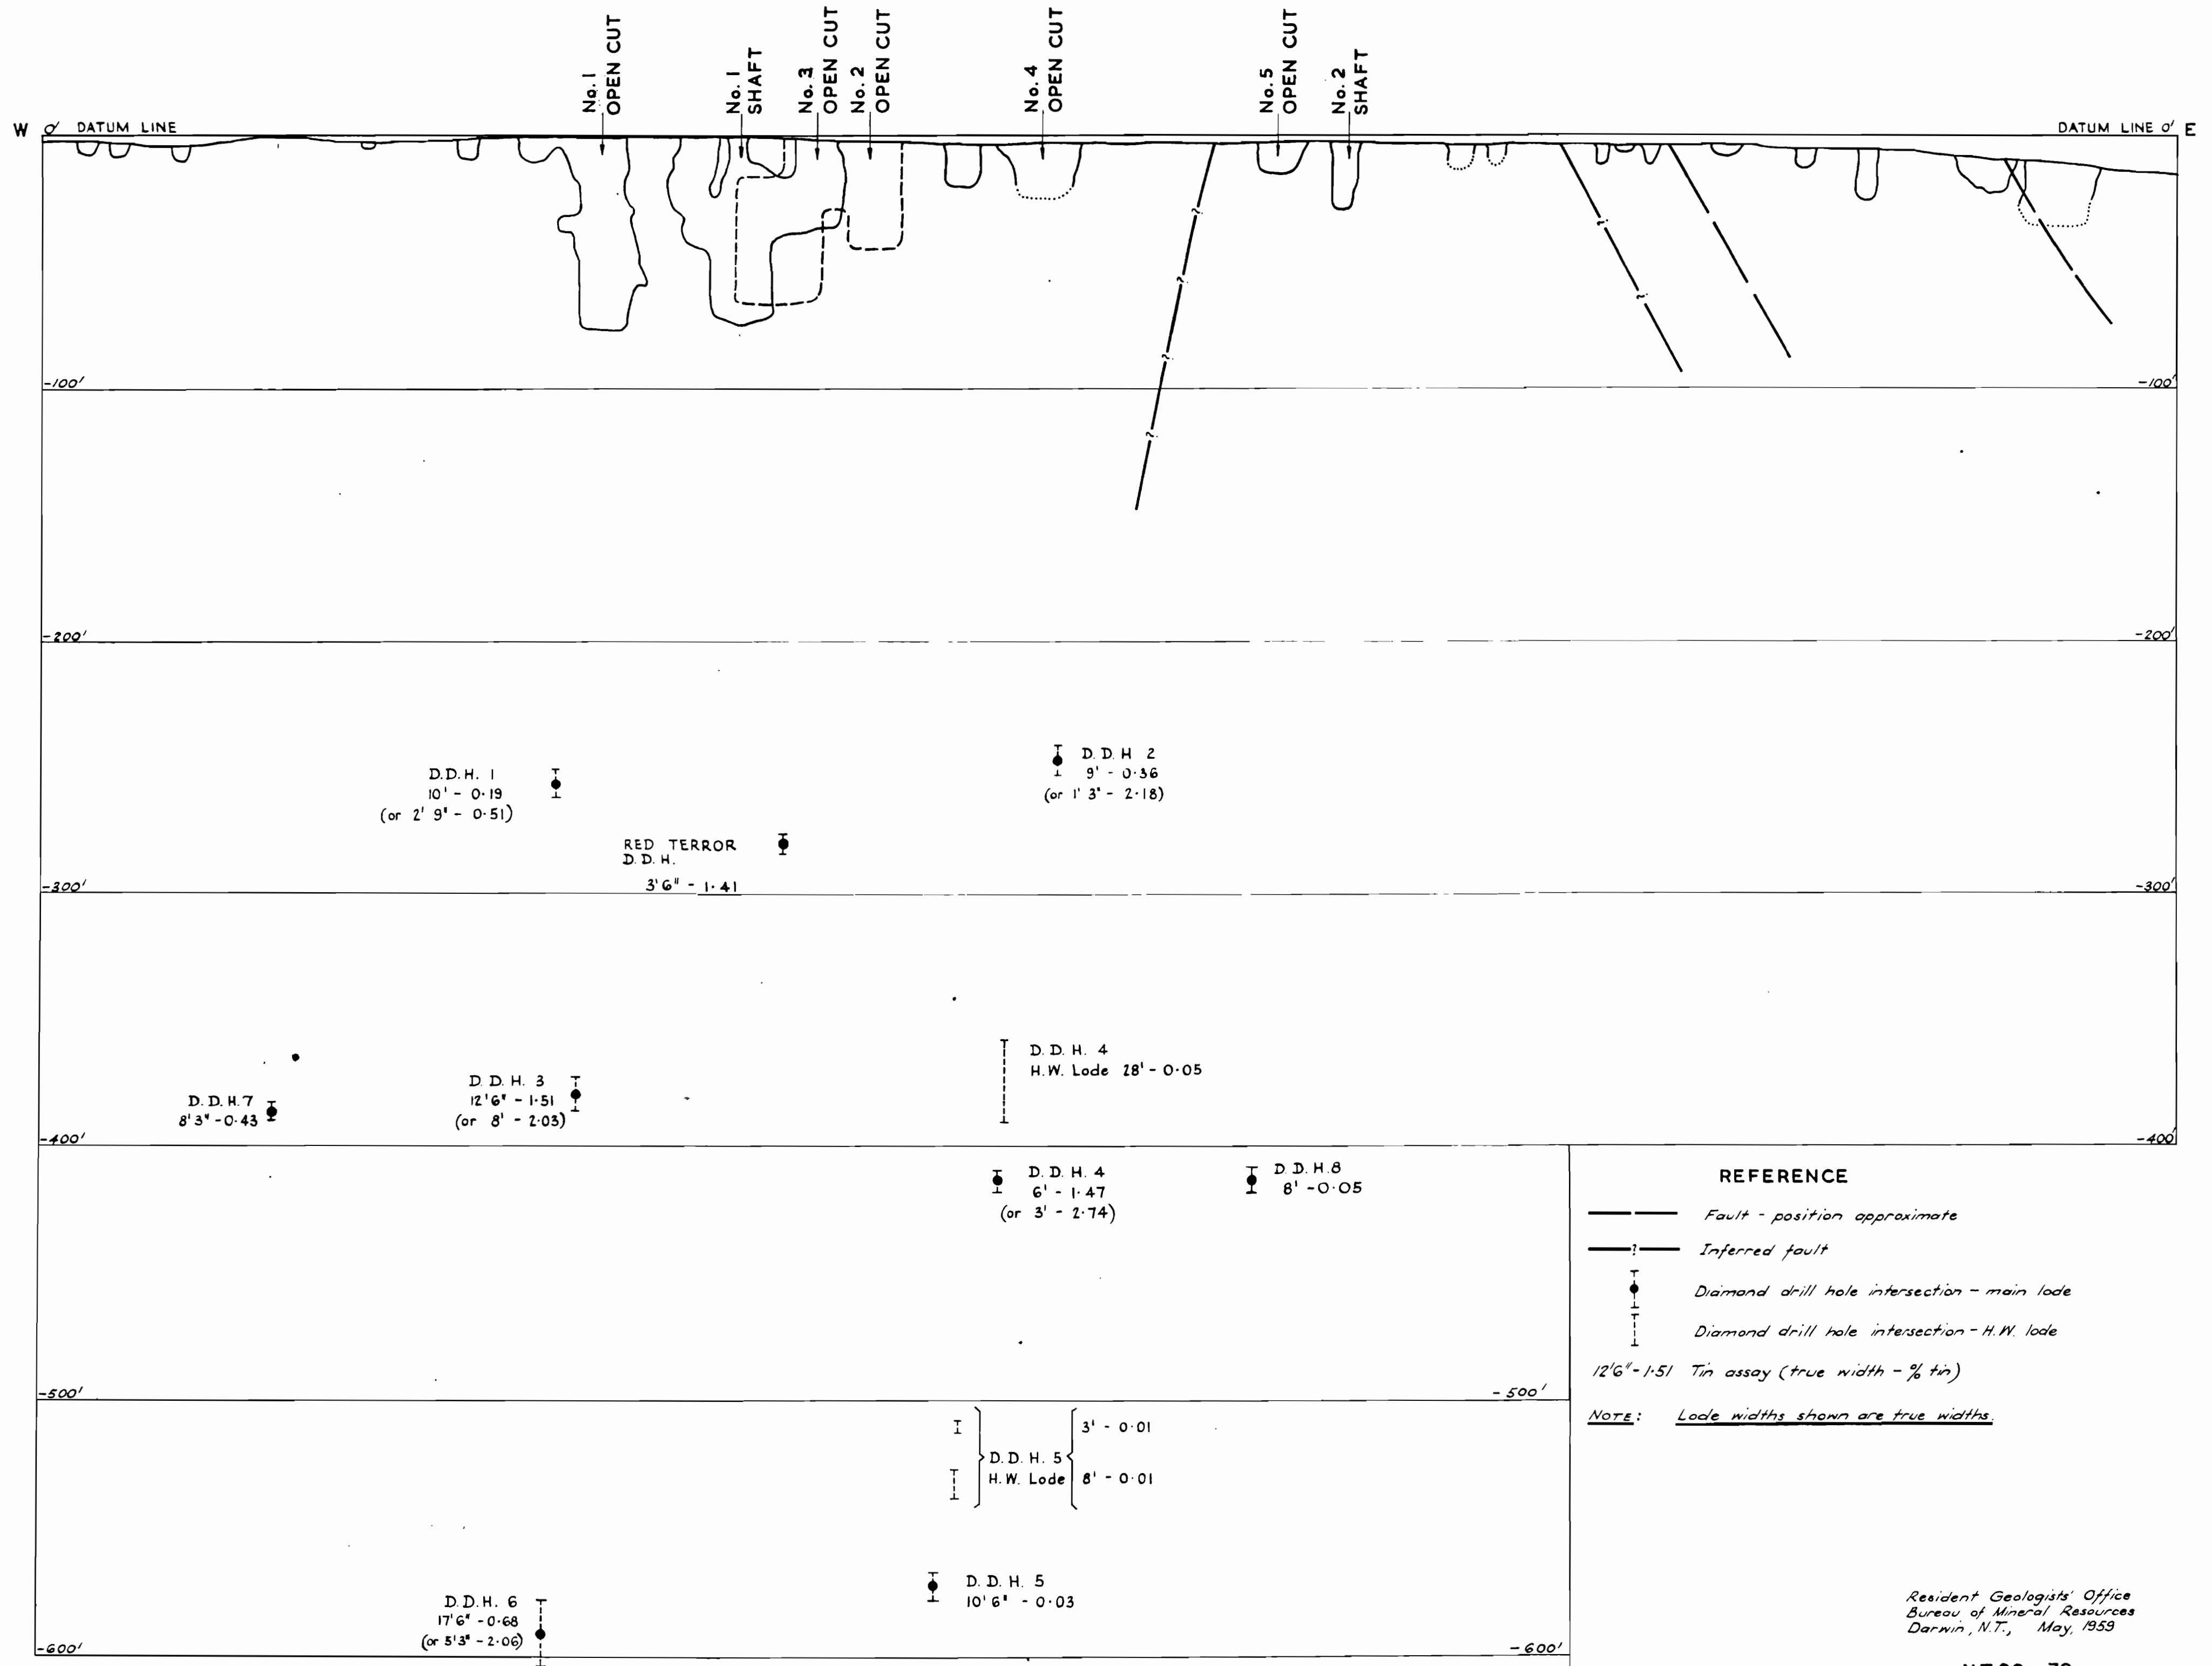 No. 1
OPEN CUT
No. 1
SHAFT
No. 3
OPEN CUT
No. 2
OPEN CUT
No. 4
OPEN CUT
No. 5
OPEN CUT
No. 2
SHAFT
W O' DATUM LINE
DATUM LINE O' E
-100'
-100'
-200'
-200'
D.D.H. 1
10' - 0·19
(or 2' 9" - 0·51)
D. D. H 2
9' - 0·36
(or 1' 3" - 2·18)
RED TERROR
D. D. H.
3'6" - 1·41
-300'
-300'
D. D. H. 4
H.W. Lode 28' - 0·05
D. D. H. 7
8'3" - 0·43
D. D. H. 3
12'6" - 1·51
(or 8' - 2·03)
-400'
-400'
D. D. H. 4
6' - 1·47
(or 3' - 2·74)
D. D. H. 8
8' - 0·05
REFERENCE
Fault - position approximate
? Inferred fault
Diamond drill hole intersection - main lode
Diamond drill hole intersection - H.W. lode
12'6" - 1·51 Tin assay (true width - % tin)
NOTE: Lode widths shown are true widths.
-500'
-500'
D. D. H. 5
H.W. Lode
3' - 0·01
8' - 0·01
D. D. H. 5
10'6" - 0·03
D. D. H. 6
17'6" - 0·68
(or 5'3" - 2·06)
-600'
-600'
Resident Geologists' Office
Bureau of Mineral Resources
Darwin, N.T., May, 1959